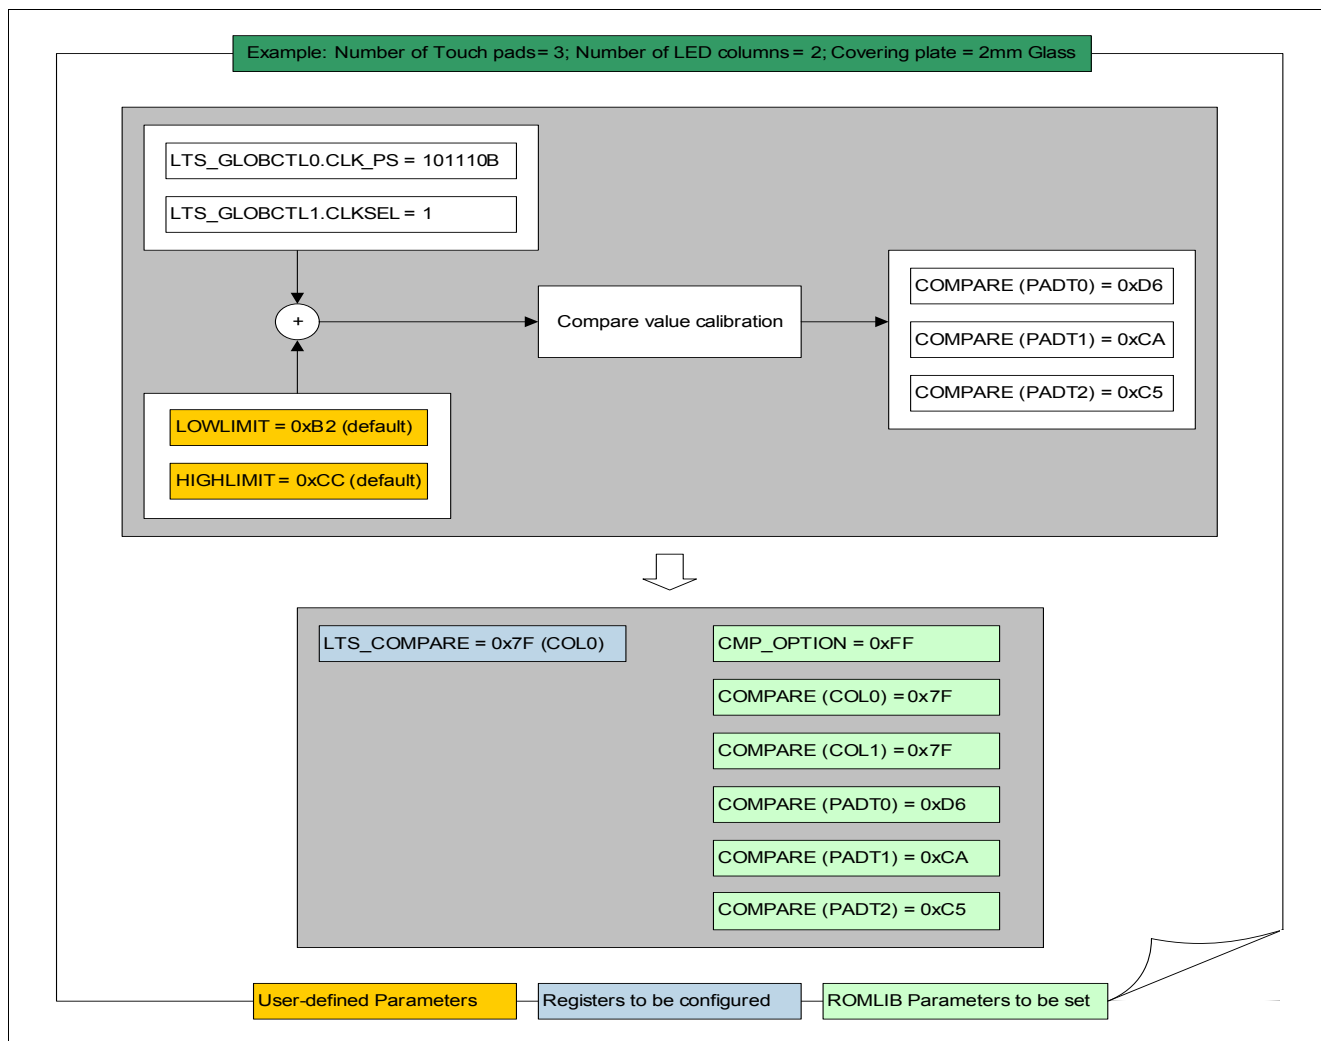 Example: Number of Touch pads= 3; Number of LED columns= 2; Covering plate = 2mm Glass
LTS_GLOBCTL0.CLK_PS = 101110B
LTS_GLOBCTL1.CLKSEL = 1
+
LOWLIMIT = 0xB2 (default)
HIGHLIMIT= 0xCC (default)
Compare value calibration
COMPARE (PADT0) = 0xD6
COMPARE (PADT1) = 0xCA
COMPARE (PADT2) = 0xC5
LTS_COMPARE = 0x7F (COL0)
CMP_OPTION = 0xFF
COMPARE (COL0) = 0x7F
COMPARE (COL1) = 0x7F
COMPARE (PADT0) = 0xD6
COMPARE (PADT1) = 0xCA
COMPARE (PADT2) = 0xC5
User-defined Parameters
Registers to be configured
ROMLIB Parameters to be set